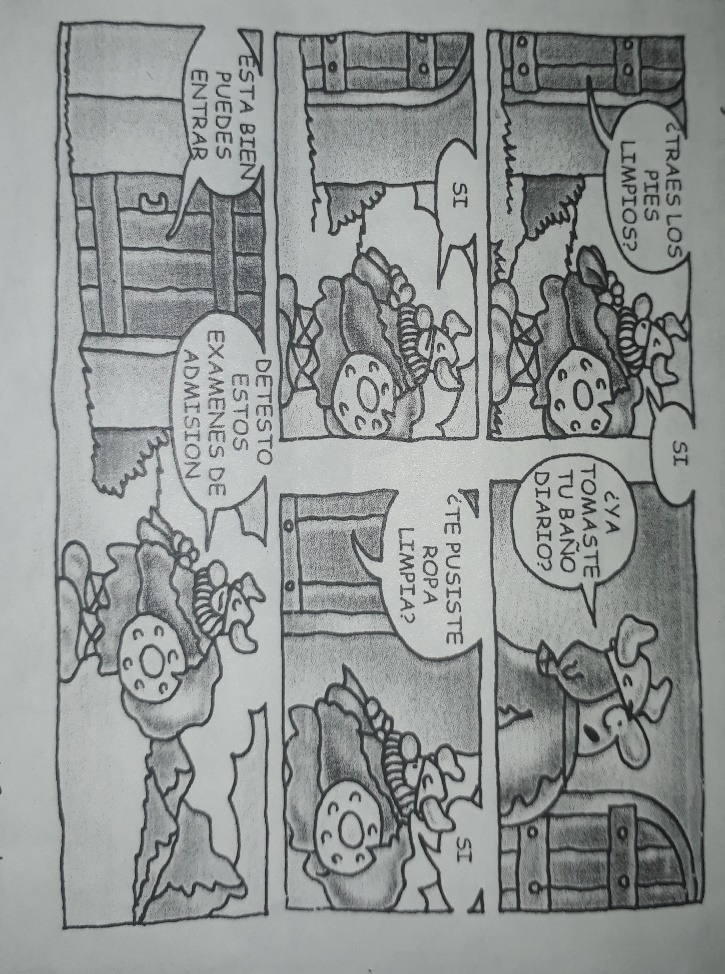 ¿TRAES LOS
PIES
LIMPIOS?
SI
¿YA
TOMASTE
TU BAÑO
DIARIO?
SI
¿TE PUSISTE
ROPA
LIMPIA?
SI
ESTA BIEN
PUEDES
ENTRAR
DETESTO
ESTOS
EXAMENES DE
ADMISION